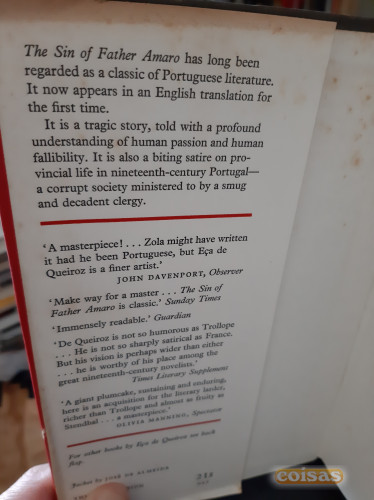 The Sin of Father Amaro has long been
regarded as a classic of Portuguese literature.
It now appears in an English translation for
the first time.
It is a tragic story, told with a profound
understanding of human passion and human
fallibility. It is also a biting satire on pro-
vincial life in nineteenth-century Portugal—
a corrupt society ministered to by a smug
and decadent clergy.
'A masterpiece! . . . Zola might have written
it had he been Portuguese, but Eça de
Queiroz is a finer artist.'
JOHN DAVENPORT, Observer
'Make way for a master . . . The Sin of
Father Amaro is classic.' Sunday Times
'Immensely readable.' Guardian
'De Queiroz is not so humorous as Trollope
. . . He is not so sharply satirical as France.
But his vision is perhaps wider than either
. . . he is worthy of his place among the
great nineteenth-century novelists.'
Times Literary Supplement
'A giant plumcake, sustaining and enduring,
here is an acquisition for the literary larder,
richer than Trollope and almost as fruity as
Stendhal . . . a masterpiece.'
OLIVIA MANNING, Spectator
For other books by Eça de Queiroz see back
flap.
Jacket by JOSÉ DE ALMEIDA
21s
net
coisas